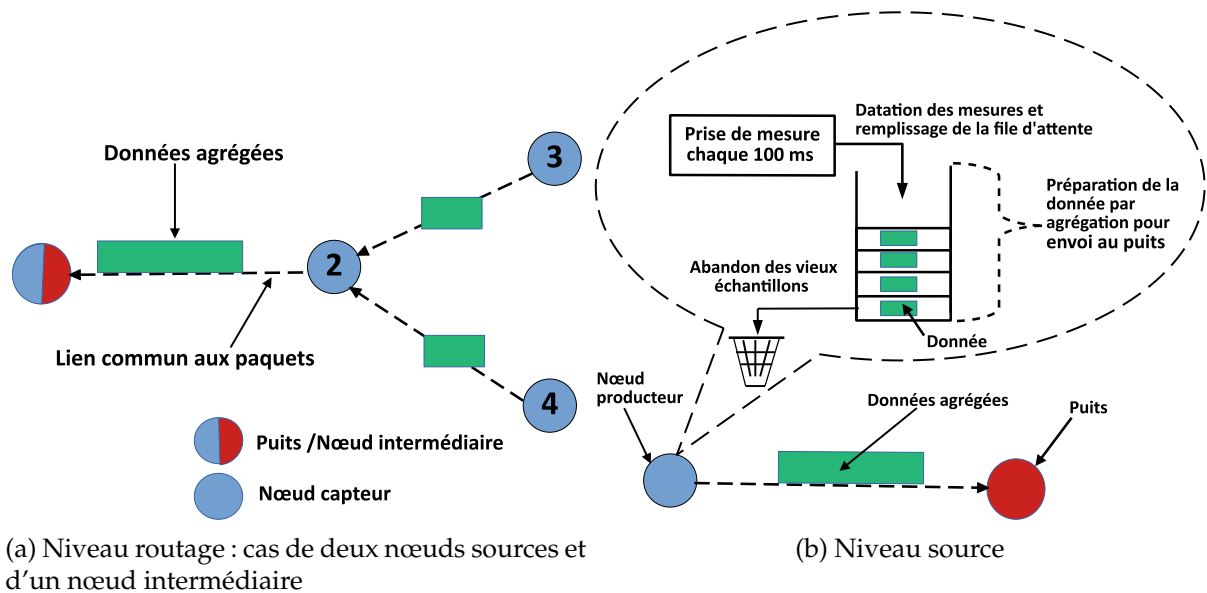 Données agrégées
3
2
Lien commun aux paquets
4
Puits /Nœud intermédiaire
Nœud capteur
(a) Niveau routage : cas de deux nœuds sources et
d'un nœud intermédiaire
Datation des mesures et
remplissage de la file d'attente
Prise de mesure
chaque 100 ms
Préparation de la
donnée par
agrégation pour
envoi au puits
Abandon des vieux
échantillons
Donnée
Nœud
producteur
Données agrégées
Puits
(b) Niveau source